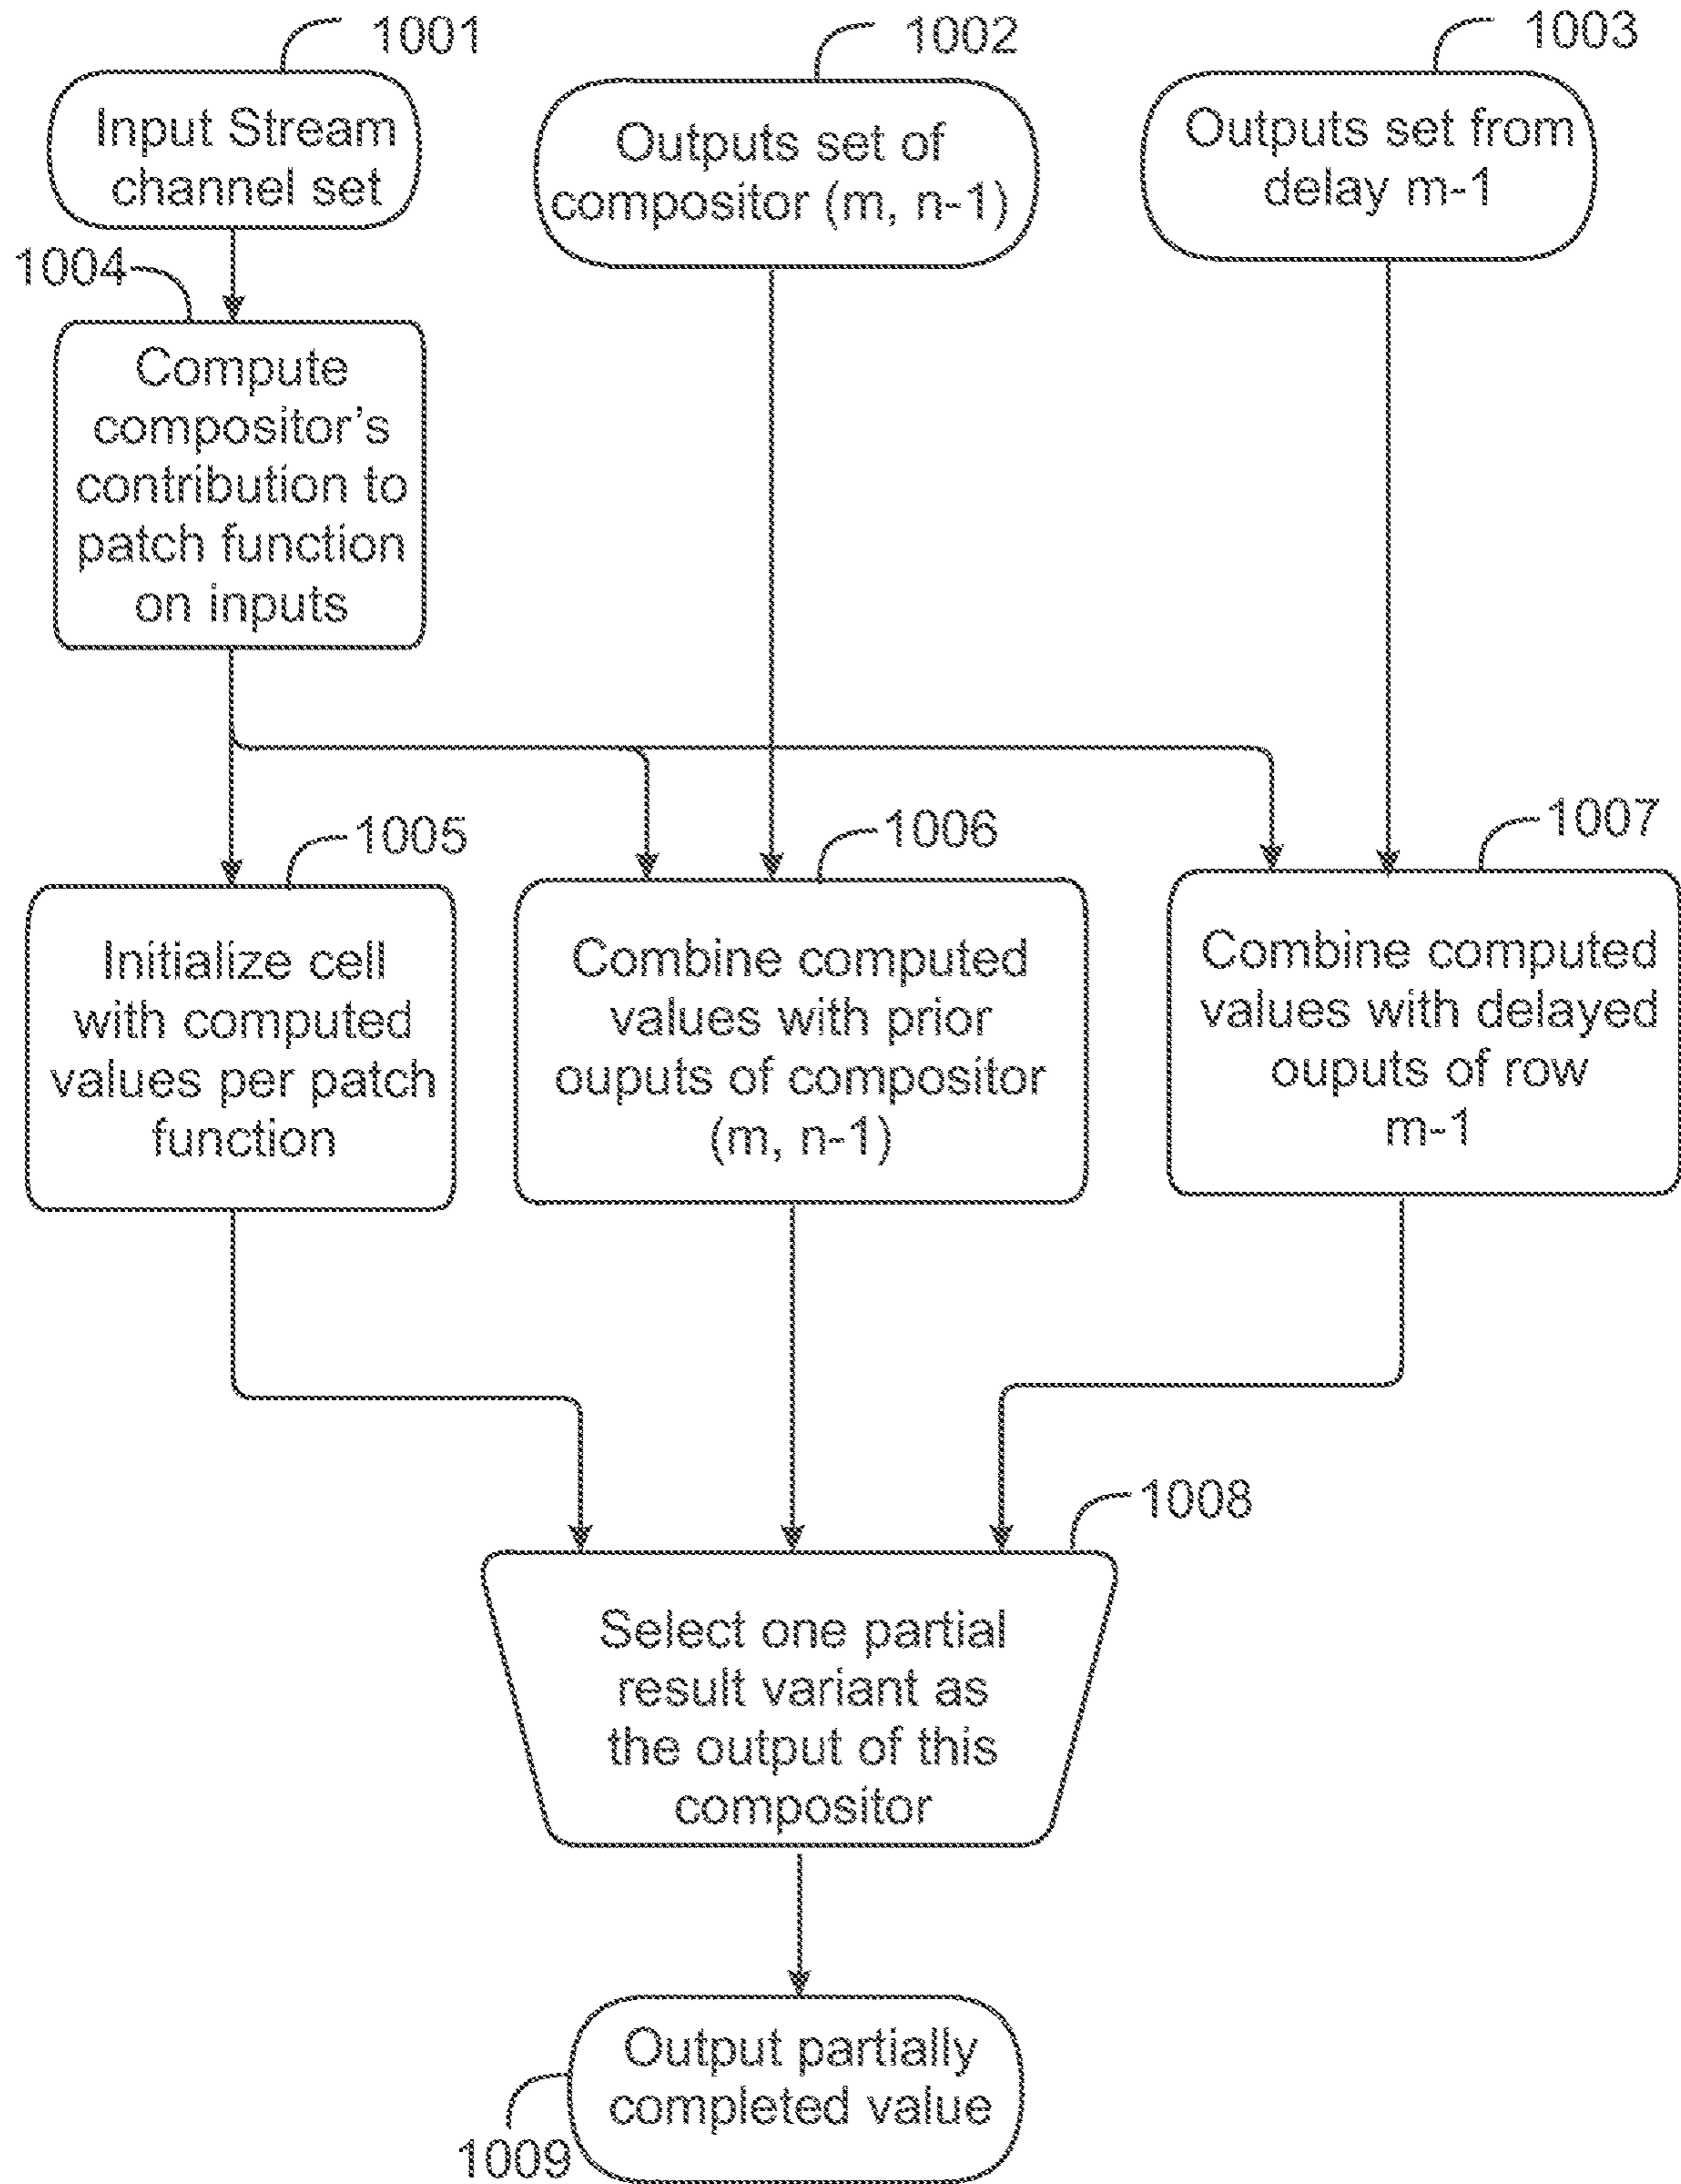 1001
1002
1003
Input Stream
channel set
Outputs set of
compositor (m, n-1)
Outputs set from
delay m-1
1004
Compute
compositor's
contribution to
patch function
on inputs
1005
1006
1007
Initialize cell
with computed
values per patch
function
Combine computed
values with prior
ouputs of compositor
(m, n-1)
Combine computed
values with delayed
ouputs of row
m-1
1008
Select one partial
result variant as
the output of this
compositor
Output partially
completed value
1009